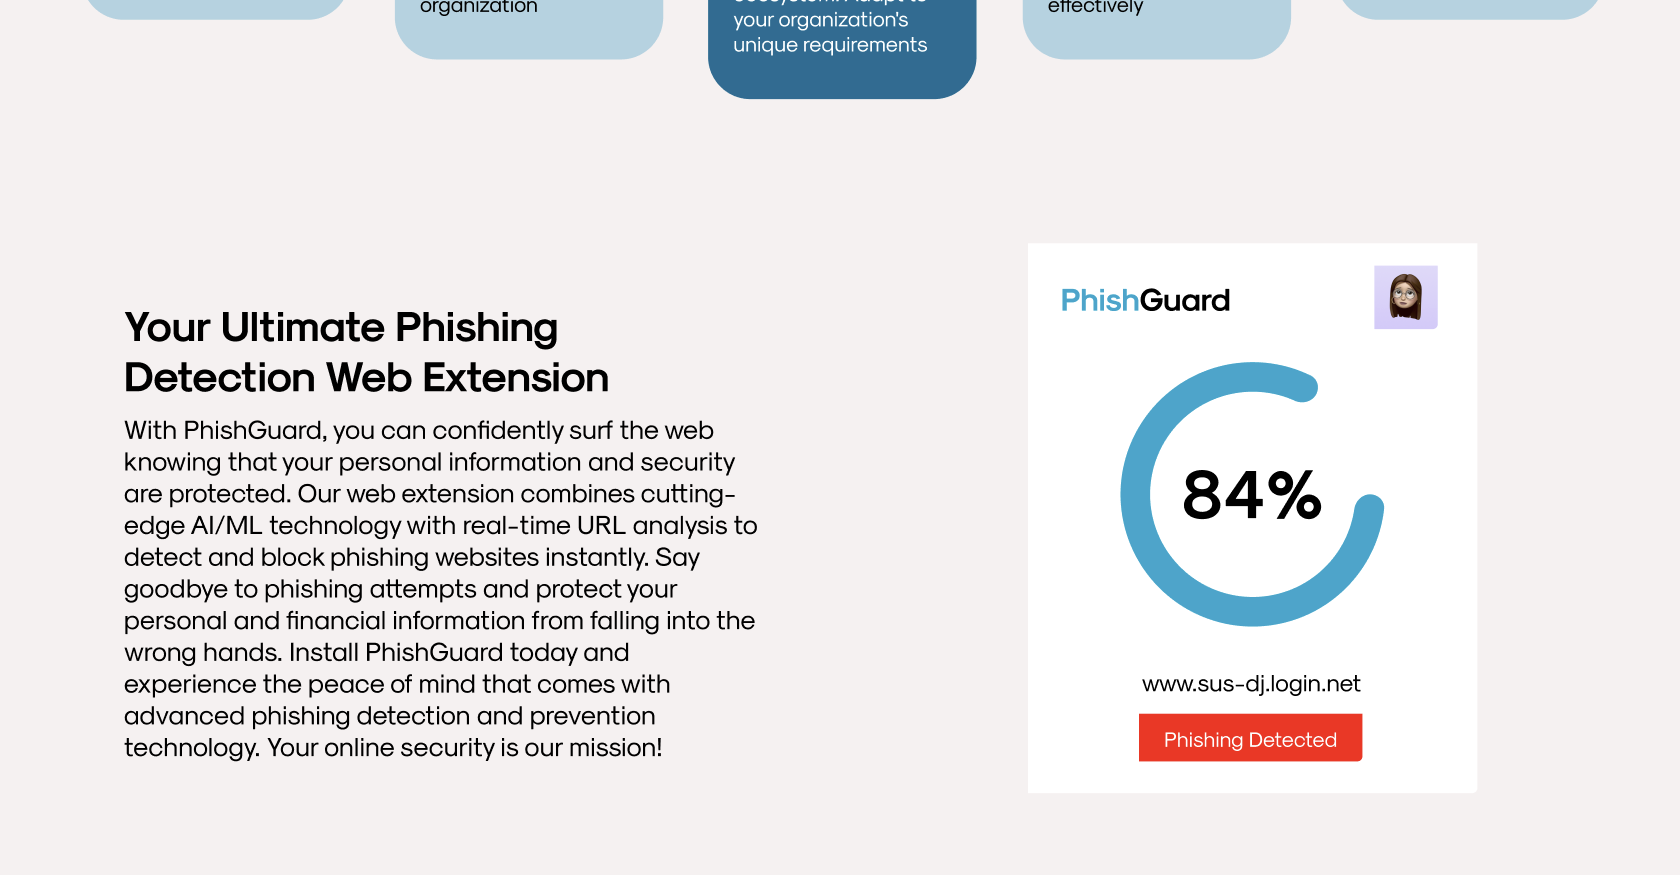 organization
your organization's
unique requirements
effectively
Your Ultimate Phishing
Detection Web Extension
With PhishGuard, you can confidently surf the web
knowing that your personal information and security
are protected. Our web extension combines cutting-
edge AI/ML technology with real-time URL analysis to
detect and block phishing websites instantly. Say
goodbye to phishing attempts and protect your
personal and financial information from falling into the
wrong hands. Install PhishGuard today and
experience the peace of mind that comes with
advanced phishing detection and prevention
technology. Your online security is our mission!
PhishGuard
84%
www.sus-dj.login.net
Phishing Detected